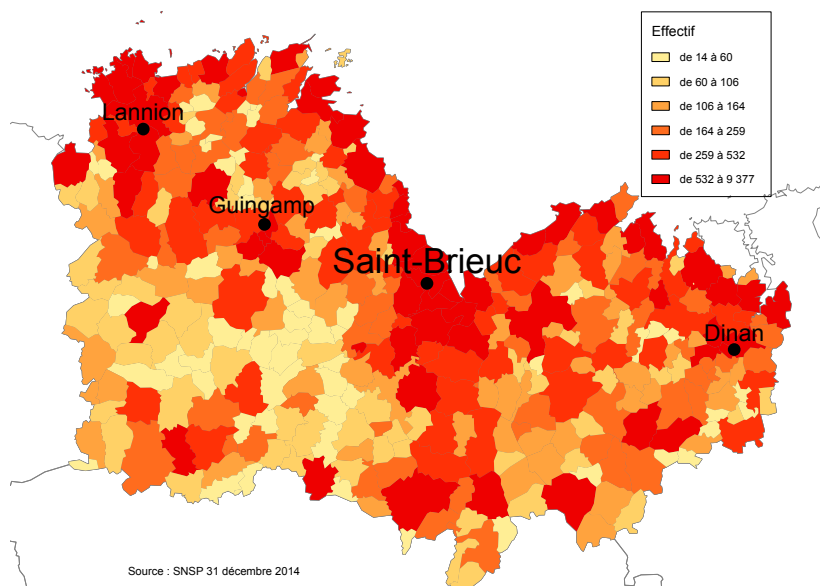 Effectif
de 14 à 60
de 60 à 106
de 106 à 164
de 164 à 259
de 259 à 532
de 532 à 9 377
Lannion
Guingamp
Saint-Brieuc
Dinan
Source : SNSP 31 décembre 2014